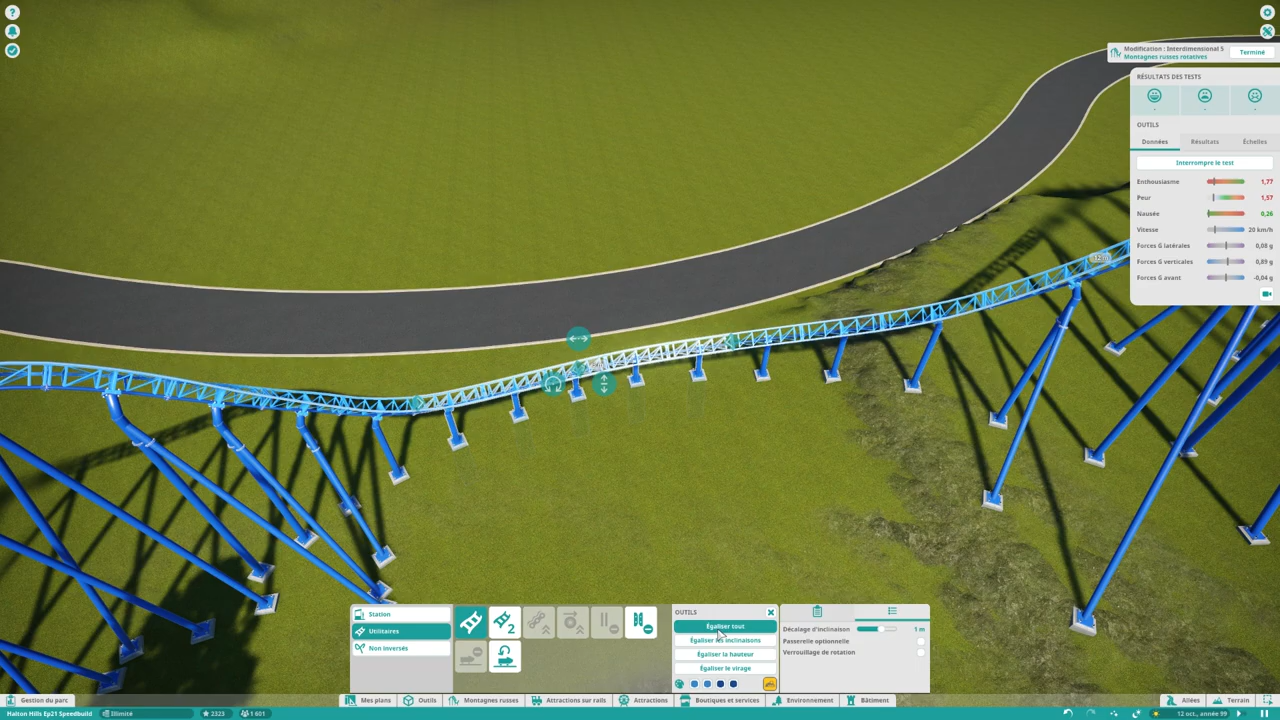 Modification : Interdimensional 5
Montagnes russes rotatives
Terminé
RÉSULTATS DES TESTS
-
-
-
OUTILS
Données
Résultats
Échelles
Interrompre le test
Enthousiasme 1,77
Peur 1,57
Nausée 0,26
Vitesse 20 km/h
Forces G latérales 0,08 g
Forces G verticales 0,89 g
Forces G avant -0,04 g
Station
Utilitaires
Non inversés
2
OUTILS
Égaliser tout
Égaliser les inclinaisons
Égaliser la hauteur
Égaliser le virage
Décalage d'inclinaison 1 m
Passerelle optionnelle
Verrouillage de rotation
Gestion du parc
Mes plans
Outils
Montagnes russes
Attractions sur rails
Attractions
Boutiques et services
Environnement
Bâtiment
Allées
Terrain
Halton Hills Ep21 Speedbuild
Illimité
2323
1 601
12 oct., année 99